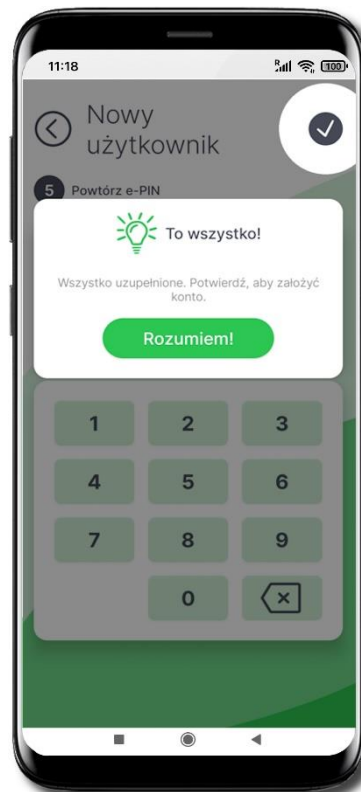 11:18
R
100
Nowy
użytkownik
5 Powtórz e-PIN
To wszystko!
Wszystko uzupełnione. Potwierdź, aby założyć
konto.
Rozumiem!
1 2 3
4 5 6
7 8 9
0